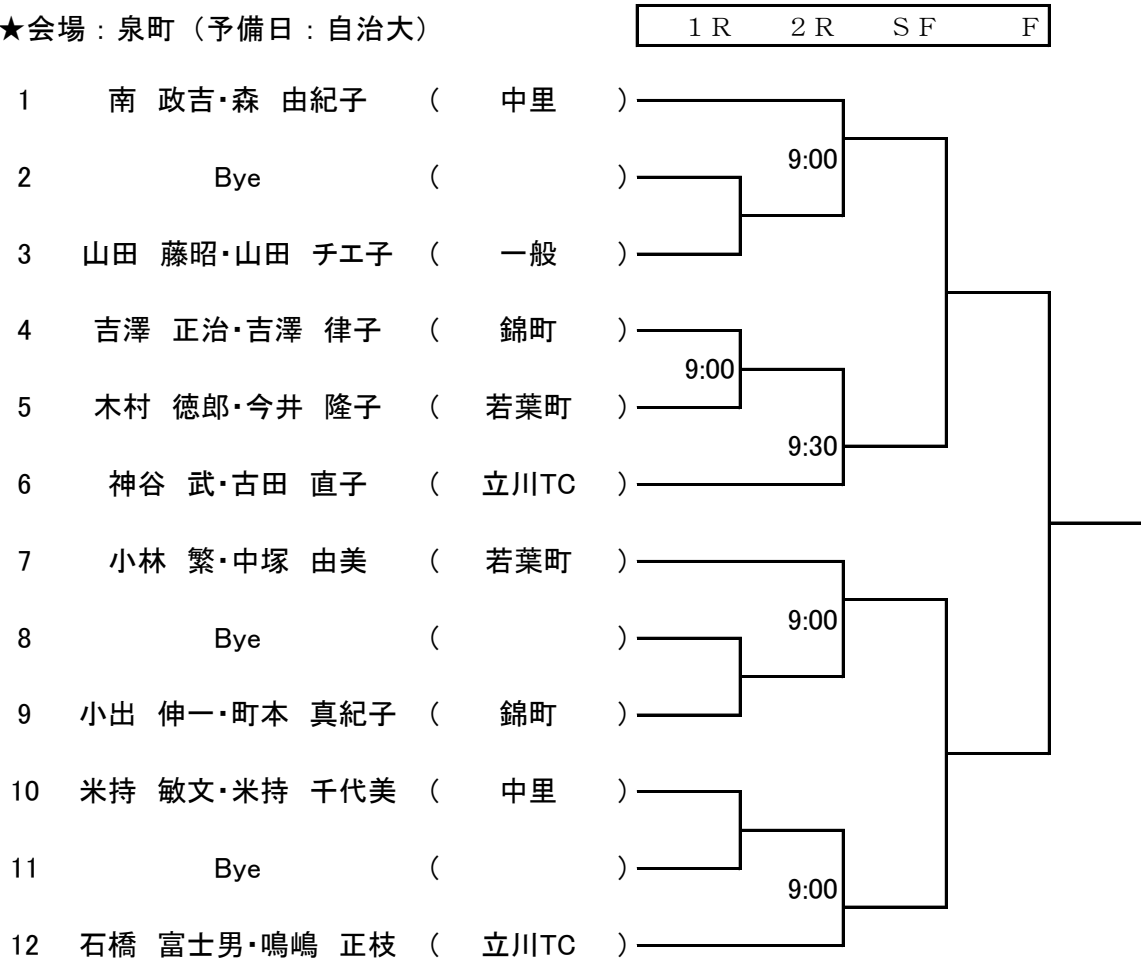 ★会場：泉町（予備日：自治大）
１Ｒ ２Ｒ ＳＦ Ｆ
1 南 政吉・森 由紀子 （ 中里 ）
9:00
2 Bye （ ）
3 山田 藤昭・山田 チエ子 （ 一般 ）
4 吉澤 正治・吉澤 律子 （ 錦町 ）
9:00
5 木村 徳郎・今井 隆子 （ 若葉町 ）
9:30
6 神谷 武・古田 直子 （ 立川TC ）
7 小林 繁・中塚 由美 （ 若葉町 ）
9:00
8 Bye （ ）
9 小出 伸一・町本 真紀子 （ 錦町 ）
10 米持 敏文・米持 千代美 （ 中里 ）
11 Bye （ ）
9:00
12 石橋 富士男・鳴嶋 正枝 （ 立川TC ）